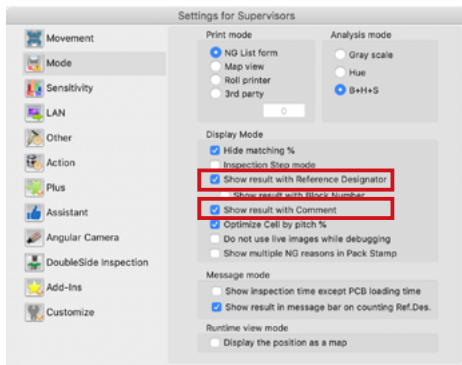 Settings for Supervisors
Movement
Mode
Sensitivity
LAN
Other
Action
Plus
Assistant
Angular Camera
DoubleSide Inspection
Add-Ins
Customize
Print mode
NG List form
Map view
Roll printer
3rd party
0
Analysis mode
Gray scale
Hue
B+H+S
Display Mode
Hide matching %
Inspection Step mode
Show result with Reference Designator
Show result with Block Number
Show result with Comment
Optimize Cell by pitch %
Do not use live images while debugging
Show multiple NG reasons in Pack Stamp
Message mode
Show inspection time except PCB loading time
Show result in message bar on counting Ref.Des.
Runtime view mode
Display the position as a map